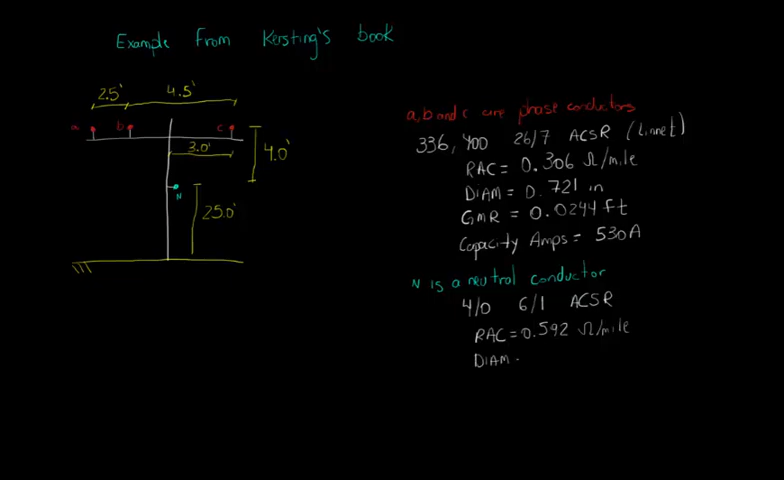 Example from Kersting's book
2.5' 4.5'
a b c
3.0' 4.0'
N
25.0'
a, b and c are phase conductors
336,400 26/7 ACSR (Linnet)
RAC = 0.306 Ω/mile
DIAM = 0.721 in
GMR = 0.0244 ft
Capacity Amps = 530A
N is a neutral conductor
4/0 6/1 ACSR
RAC = 0.592 Ω/mile
DIAM -